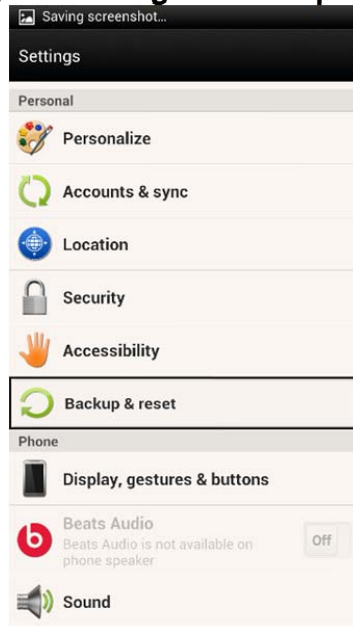 Saving screenshot...
Settings
Personal
Personalize
Accounts & sync
Location
Security
Accessibility
Backup & reset
Phone
Display, gestures & buttons
Beats Audio
Beats Audio is not available on
phone speaker
Off
Sound